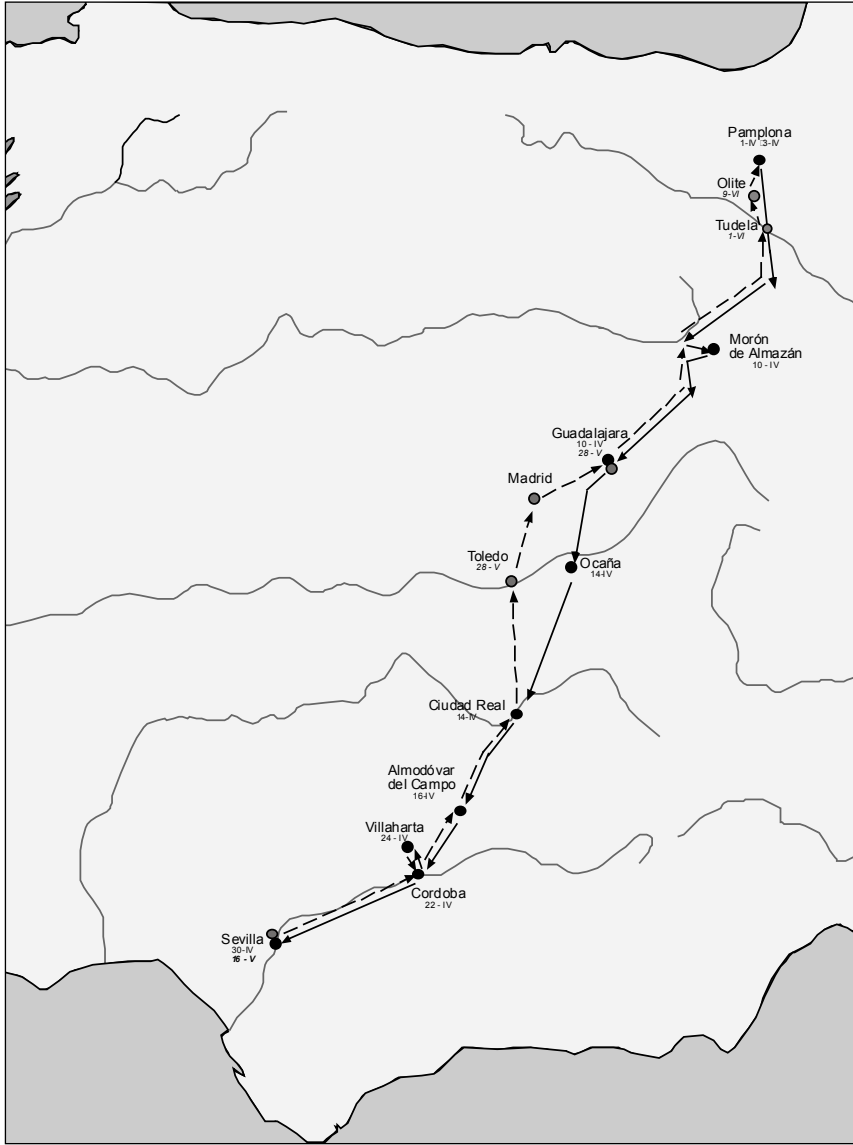 Pamplona
1-IV :3-IV
Olite
9-VI
Tudela
1-VI
Morón
de Almazán
10 - IV
Guadalajara
10 - IV
28 - V
Madrid
Toledo
28 - V
Ocaña
14-IV
Ciudad Real
14-IV
Almodóvar
del Campo
16-IV
Villaharta
24 - IV
Cordoba
22 - IV
Sevilla
30-IV
16 - V